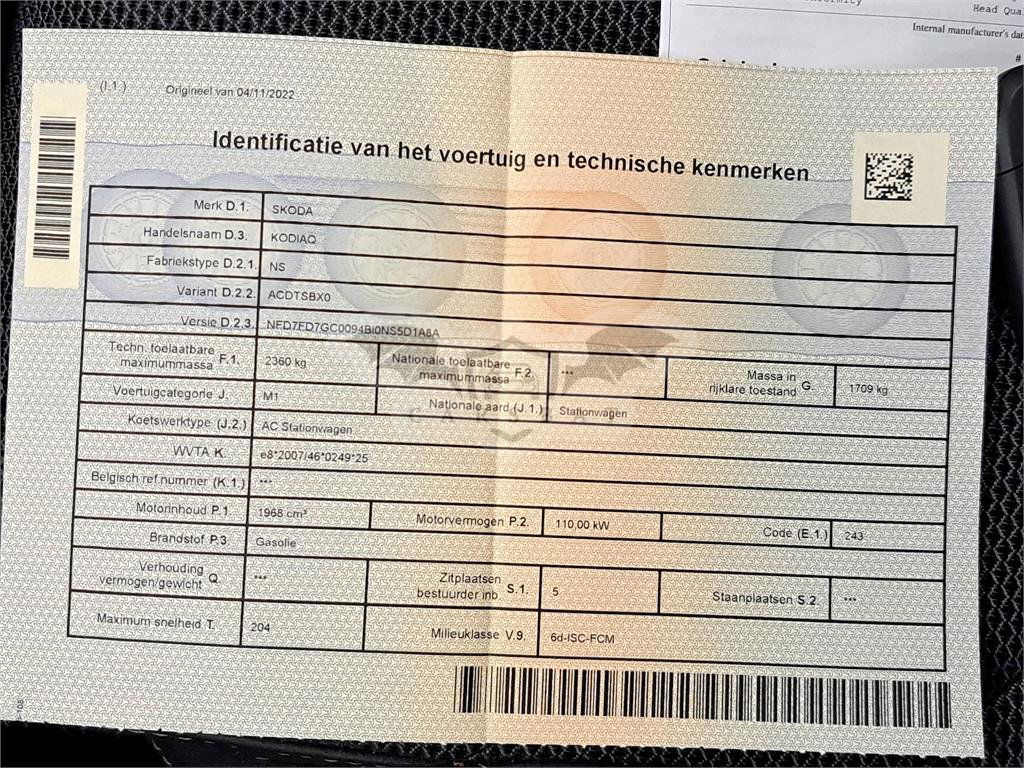 Head Qua
Internal manufacturer's dat
#
(I.1.)
Origineel van 04/11/2022
Identificatie van het voertuig en technische kenmerken
Merk D.1. SKODA
Handelsnaam D.3. KODIAQ
Fabriekstype D.2.1. NS
Variant D.2.2. ACDTSBX0
Versie D.2.3. NFD7FD7GC0094BI0NS5D1A8A
Techn. toelaatbare maximummassa F.1. 2360 kg Nationale toelaatbare maximummassa F.2. *** Massa in rijklare toestand G. 1709 kg
Voertuigcategorie J. M1 Nationale aard (J.1.) Stationwagen
Koetswerktype (J.2.) AC Stationwagen
WVTA K. e8*2007/46*0249*25
Belgisch ref.nummer (K.1.) ***
Motorinhoud P.1. 1968 cm³ Motorvermogen P.2. 110,00 kW Code (E.1.) 243
Brandstof P.3. Gasolie
Verhouding vermogen/gewicht Q. *** Zitplaatsen bestuurder inb. S.1. 5 Staanplaatsen S.2. ***
Maximum snelheid T. 204 Milieuklasse V.9. 6d-ISC-FCM